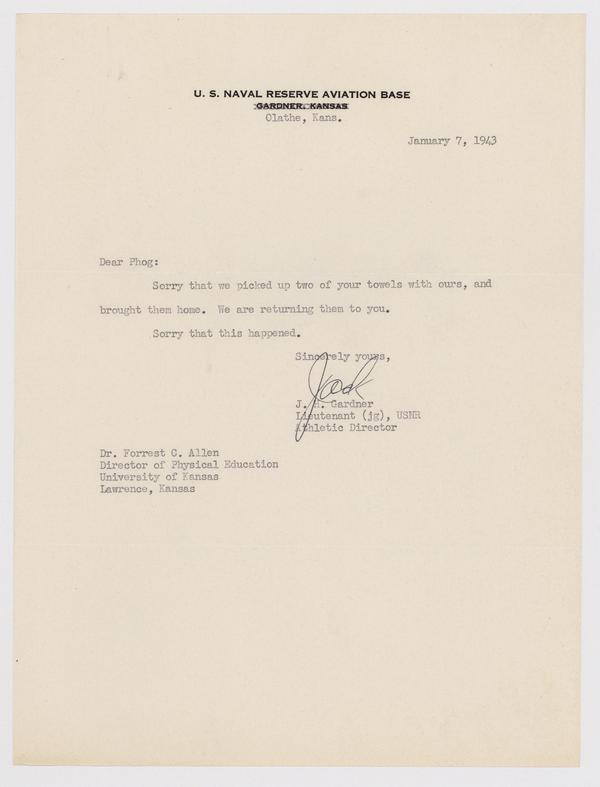 U. S. NAVAL RESERVE AVIATION BASE
GARDNER, KANSAS
Olathe, Kans.
January 7, 1943
Dear Phog:
Sorry that we picked up two of your towels with ours, and
brought them home. We are returning them to you.
Sorry that this happened.
Sincerely yours,
Jack
J. H. Gardner
Lieutenant (jg), USNR
Athletic Director
Dr. Forrest C. Allen
Director of Physical Education
University of Kansas
Lawrence, Kansas